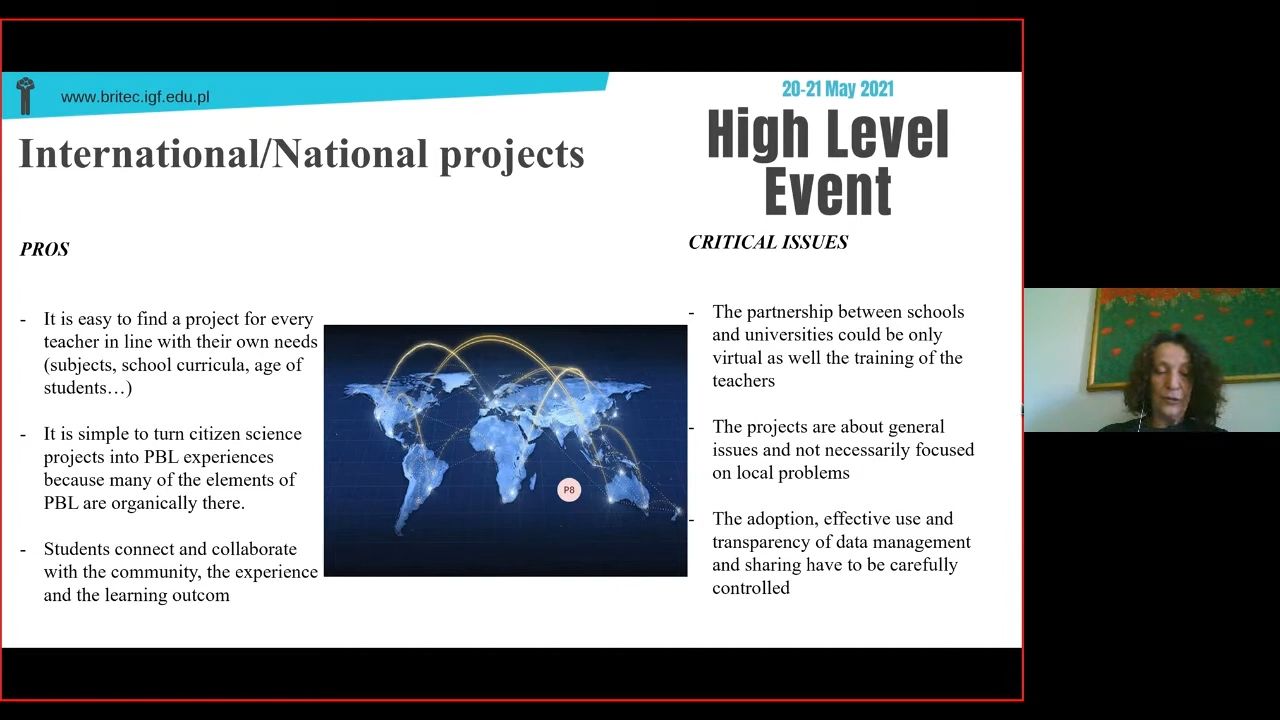 www.britec.igf.edu.pl
20-21 May 2021
High Level
Event
International/National projects
PROS
- It is easy to find a project for every
teacher in line with their own needs
(subjects, school curricula, age of
students…)
- It is simple to turn citizen science
projects into PBL experiences
because many of the elements of
PBL are organically there.
- Students connect and collaborate
with the community, the experience
and the learning outcom
P8
CRITICAL ISSUES
- The partnership between schools
and universities could be only
virtual as well the training of the
teachers
- The projects are about general
issues and not necessarily focused
on local problems
- The adoption, effective use and
transparency of data management
and sharing have to be carefully
controlled